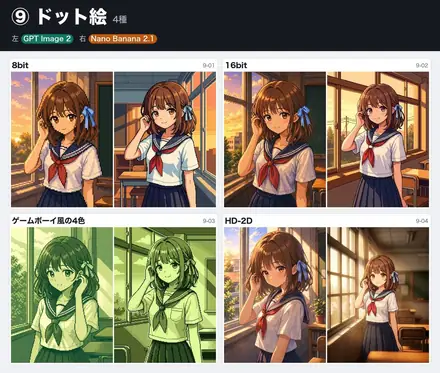 ⑨ ドット絵 4種
左 GPT Image 2 右 Nano Banana 2.1
8bit 9-01
16bit 9-02
ゲームボーイ風の4色 9-03
HD-2D 9-04